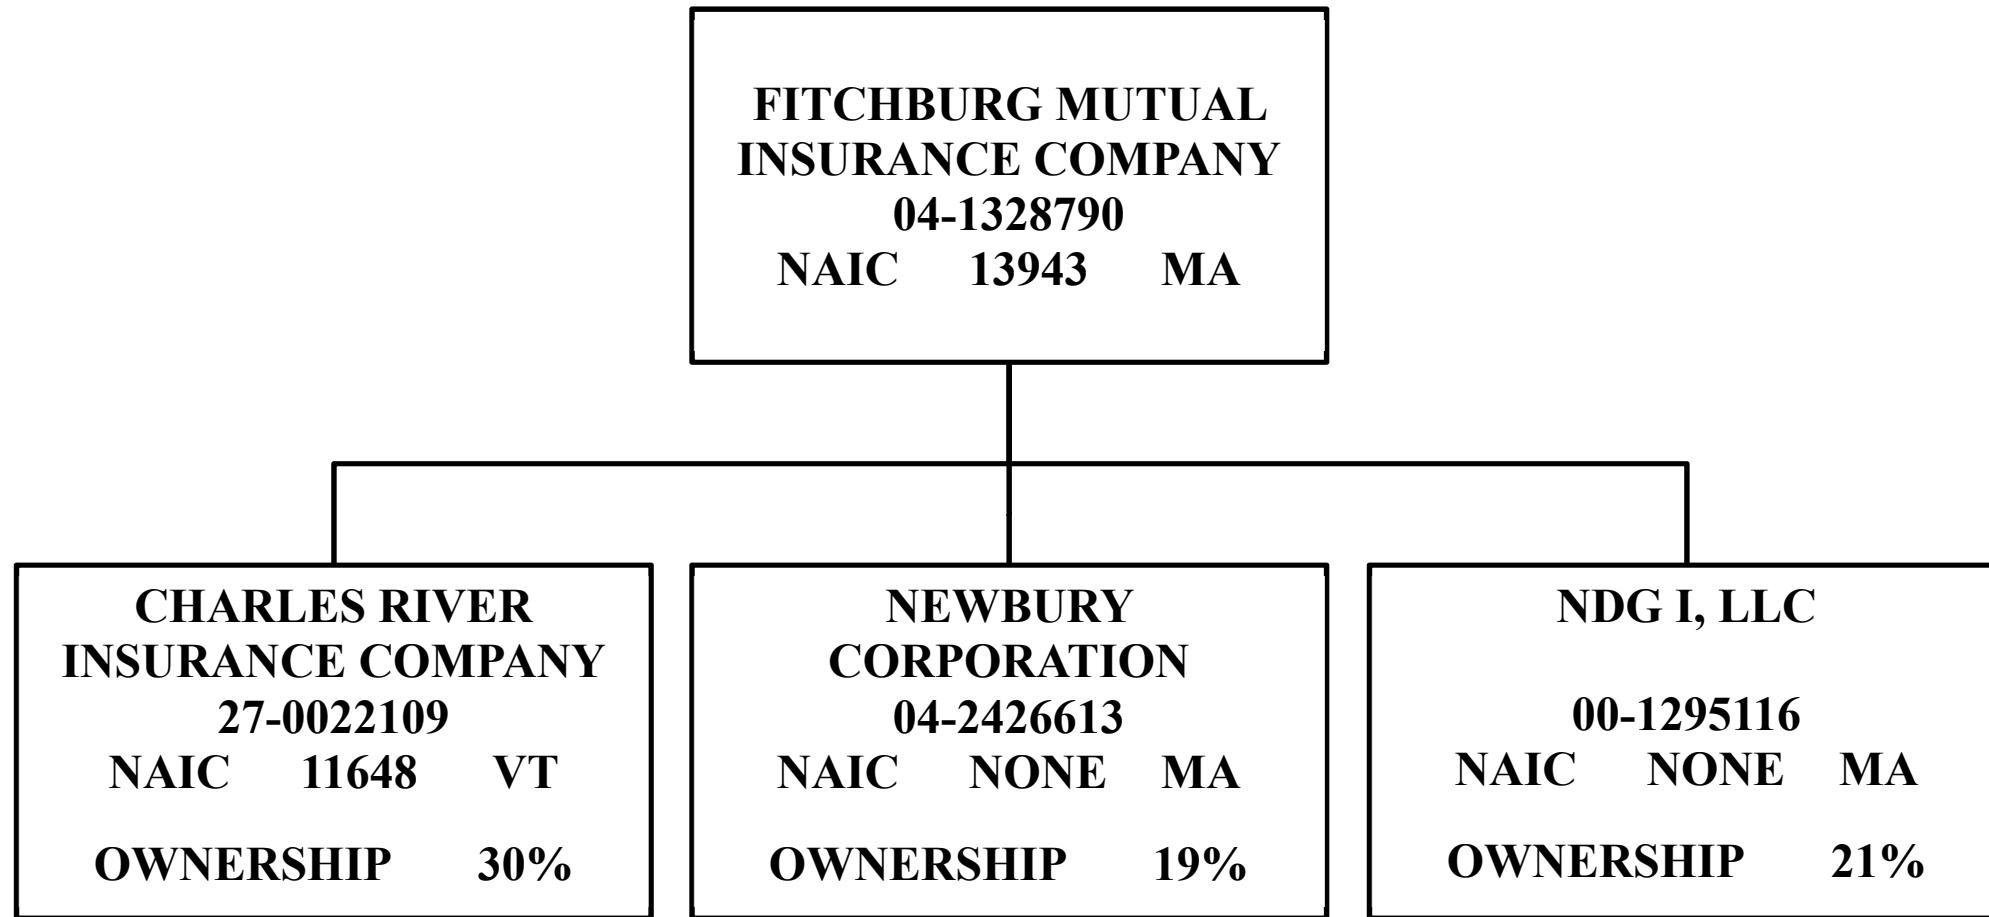 FITCHBURG MUTUAL
INSURANCE COMPANY
04-1328790
NAIC 13943 MA
CHARLES RIVER
INSURANCE COMPANY
27-0022109
NAIC 11648 VT
OWNERSHIP 30%
NEWBURY
CORPORATION
04-2426613
NAIC NONE MA
OWNERSHIP 19%
NDG I, LLC
00-1295116
NAIC NONE MA
OWNERSHIP 21%